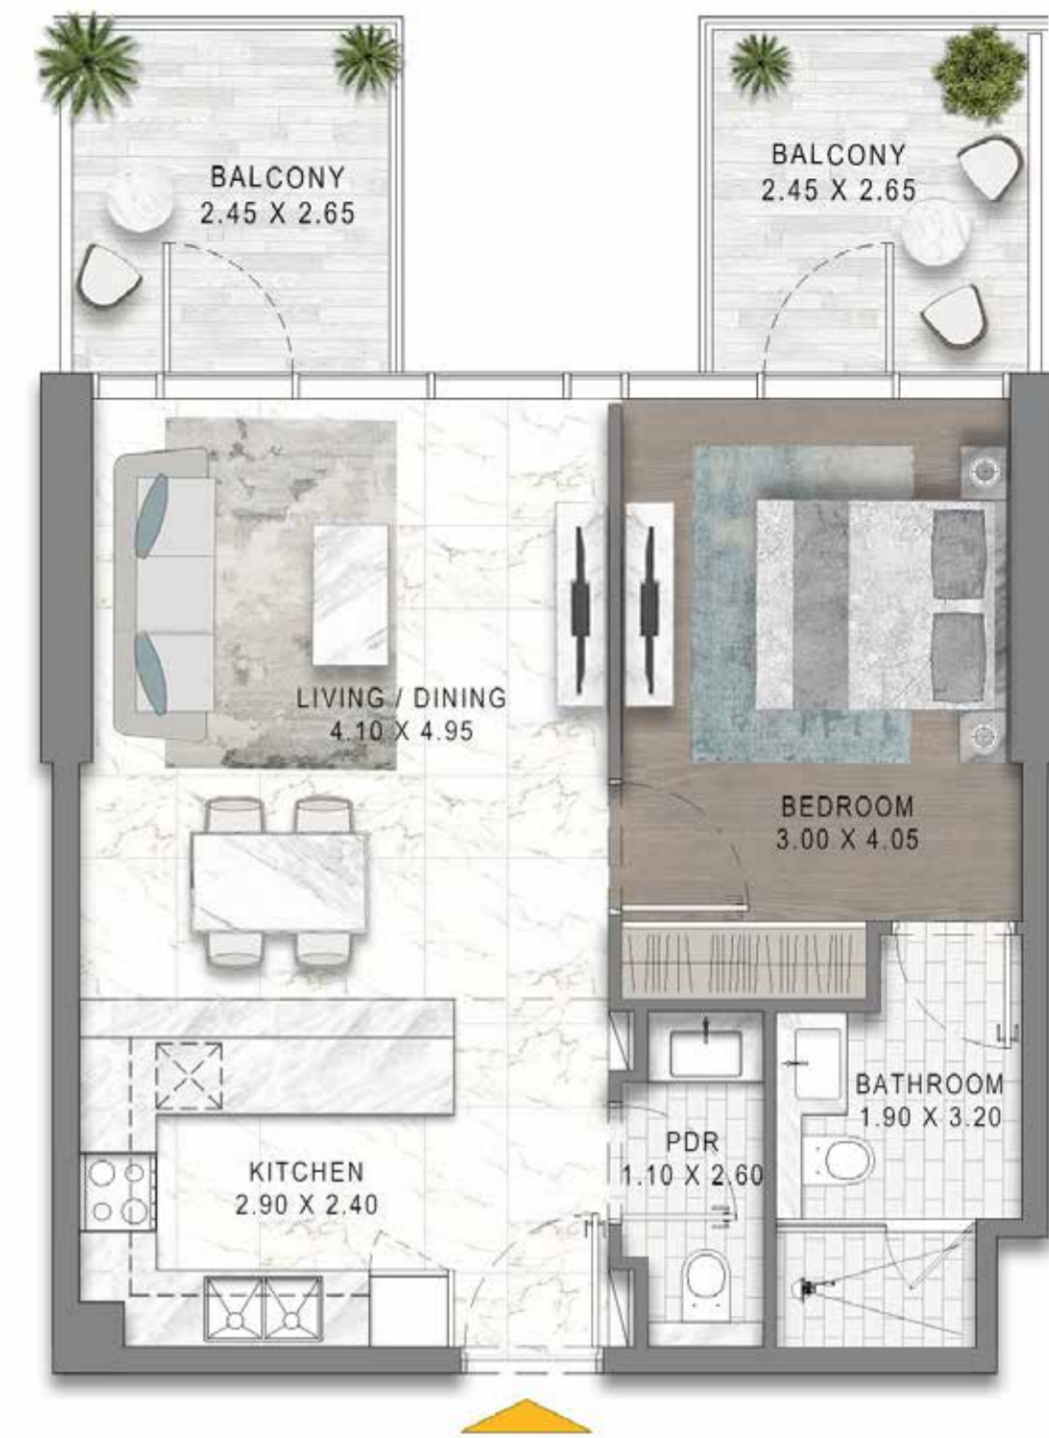 BALCONY
2.45 X 2.65
BALCONY
2.45 X 2.65
LIVING / DINING
4.10 X 4.95
BEDROOM
3.00 X 4.05
BATHROOM
1.90 X 3.20
PDR
1.10 X 2.60
KITCHEN
2.90 X 2.40